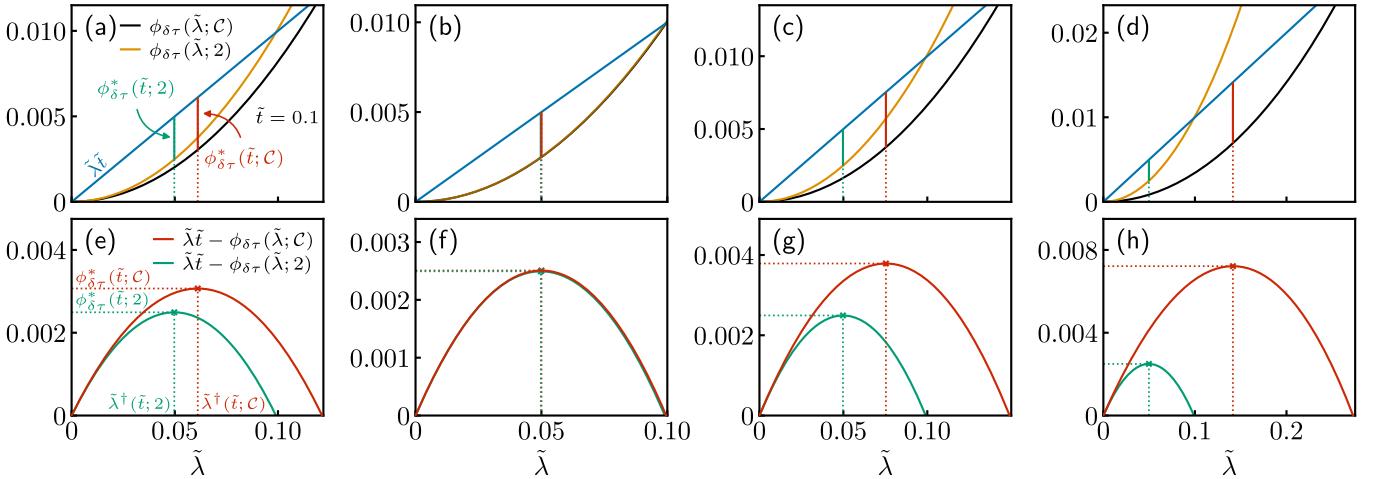 (a)
ϕ_{δτ}(λ̃; 𝒞)
ϕ_{δτ}(λ̃; 2)
ϕ*_{δτ}(t̃; 2)
t̃ = 0.1
ϕ*_{δτ}(t̃; 𝒞)
λ̃t̃
0.010
0.005
0
(b)
0.010
0.005
0
(c)
0.010
0.005
0
(d)
0.02
0.01
0
(e)
λ̃t̃ − ϕ_{δτ}(λ̃; 𝒞)
λ̃t̃ − ϕ_{δτ}(λ̃; 2)
ϕ*_{δτ}(t̃; 𝒞)
ϕ*_{δτ}(t̃; 2)
λ̃†(t̃; 2)
λ̃†(t̃; 𝒞)
0.004
0.002
0
0 0.05 0.10
λ̃
(f)
0.003
0.002
0.001
0
0 0.05 0.10
λ̃
(g)
0.004
0.002
0
0 0.05 0.10
λ̃
(h)
0.008
0.004
0
0 0.1 0.2
λ̃